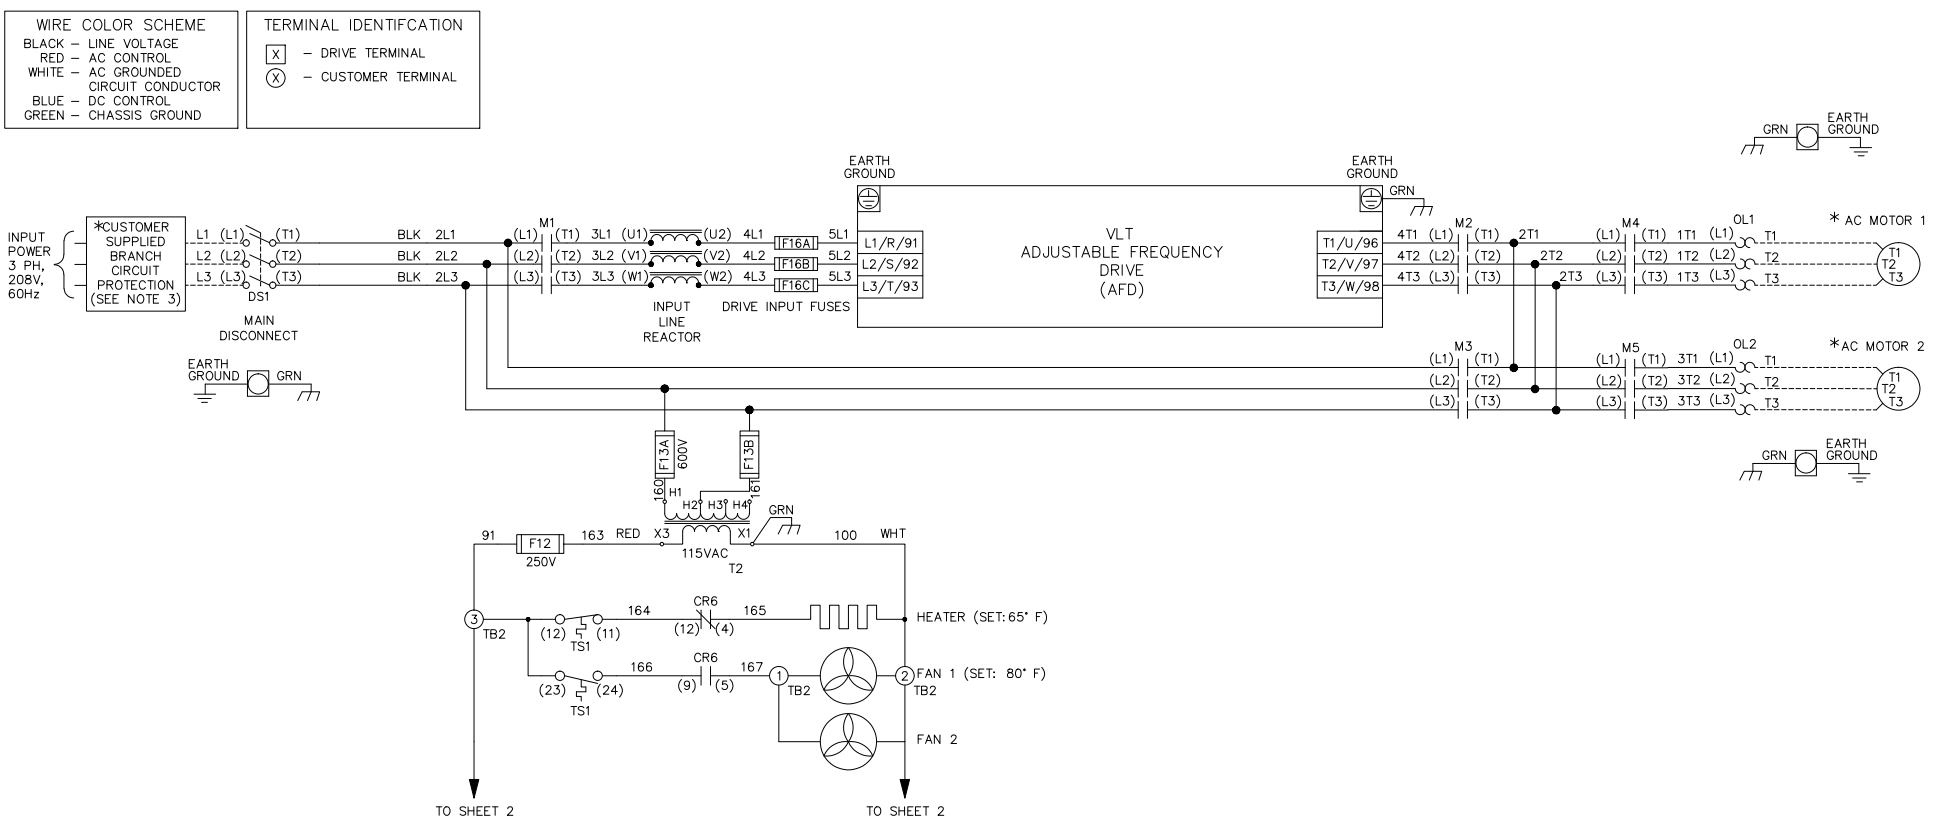 WIRE COLOR SCHEME
BLACK – LINE VOLTAGE
RED – AC CONTROL
WHITE – AC GROUNDED
CIRCUIT CONDUCTOR
BLUE – DC CONTROL
GREEN – CHASSIS GROUND
TERMINAL IDENTIFCATION
X – DRIVE TERMINAL
X – CUSTOMER TERMINAL
GRN
EARTH
GROUND
EARTH
GROUND
EARTH
GROUND
GRN
INPUT
POWER
3 PH,
208V,
60Hz
*CUSTOMER
SUPPLIED
BRANCH
CIRCUIT
PROTECTION
(SEE NOTE 3)
L1 (L1) (T1) BLK 2L1 (L1) M1 (T1) 3L1 (U1) (U2) 4L1 F16A 5L1 L1/R/91
L2 (L2) (T2) BLK 2L2 (L2) (T2) 3L2 (V1) (V2) 4L2 F16B 5L2 L2/S/92
L3 (L3) (T3) BLK 2L3 (L3) (T3) 3L3 (W1) (W2) 4L3 F16C 5L3 L3/T/93
DS1
MAIN
DISCONNECT
INPUT
LINE
REACTOR
DRIVE INPUT FUSES
VLT
ADJUSTABLE FREQUENCY
DRIVE
(AFD)
T1/U/96 4T1 (L1) M2 (T1) 2T1 (L1) M4 (T1) 1T1 (L1) OL1 T1
T2/V/97 4T2 (L2) (T2) 2T2 (L2) (T2) 1T2 (L2) T2
T3/W/98 4T3 (L3) (T3) 2T3 (L3) (T3) 1T3 (L3) T3
* AC MOTOR 1
T1
T2
T3
EARTH
GROUND
GRN
(L1) M3 (T1) (L1) M5 (T1) 3T1 (L1) OL2 T1
(L2) (T2) (L2) (T2) 3T2 (L2) T2
(L3) (T3) (L3) (T3) 3T3 (L3) T3
*AC MOTOR 2
T1
T2
T3
GRN
EARTH
GROUND
F13A
600V
F13B
160
161
H1
H2 H3 H4
GRN
91 F12 163 RED X3 X1 100 WHT
250V
115VAC
T2
3
TB2
(12) (11)
TS1
164
CR6
(12) (4)
165
HEATER (SET:65° F)
(23) (24)
TS1
166
CR6
(9) (5)
167
1
TB2
2
TB2
FAN 1 (SET: 80° F)
FAN 2
TO SHEET 2
TO SHEET 2